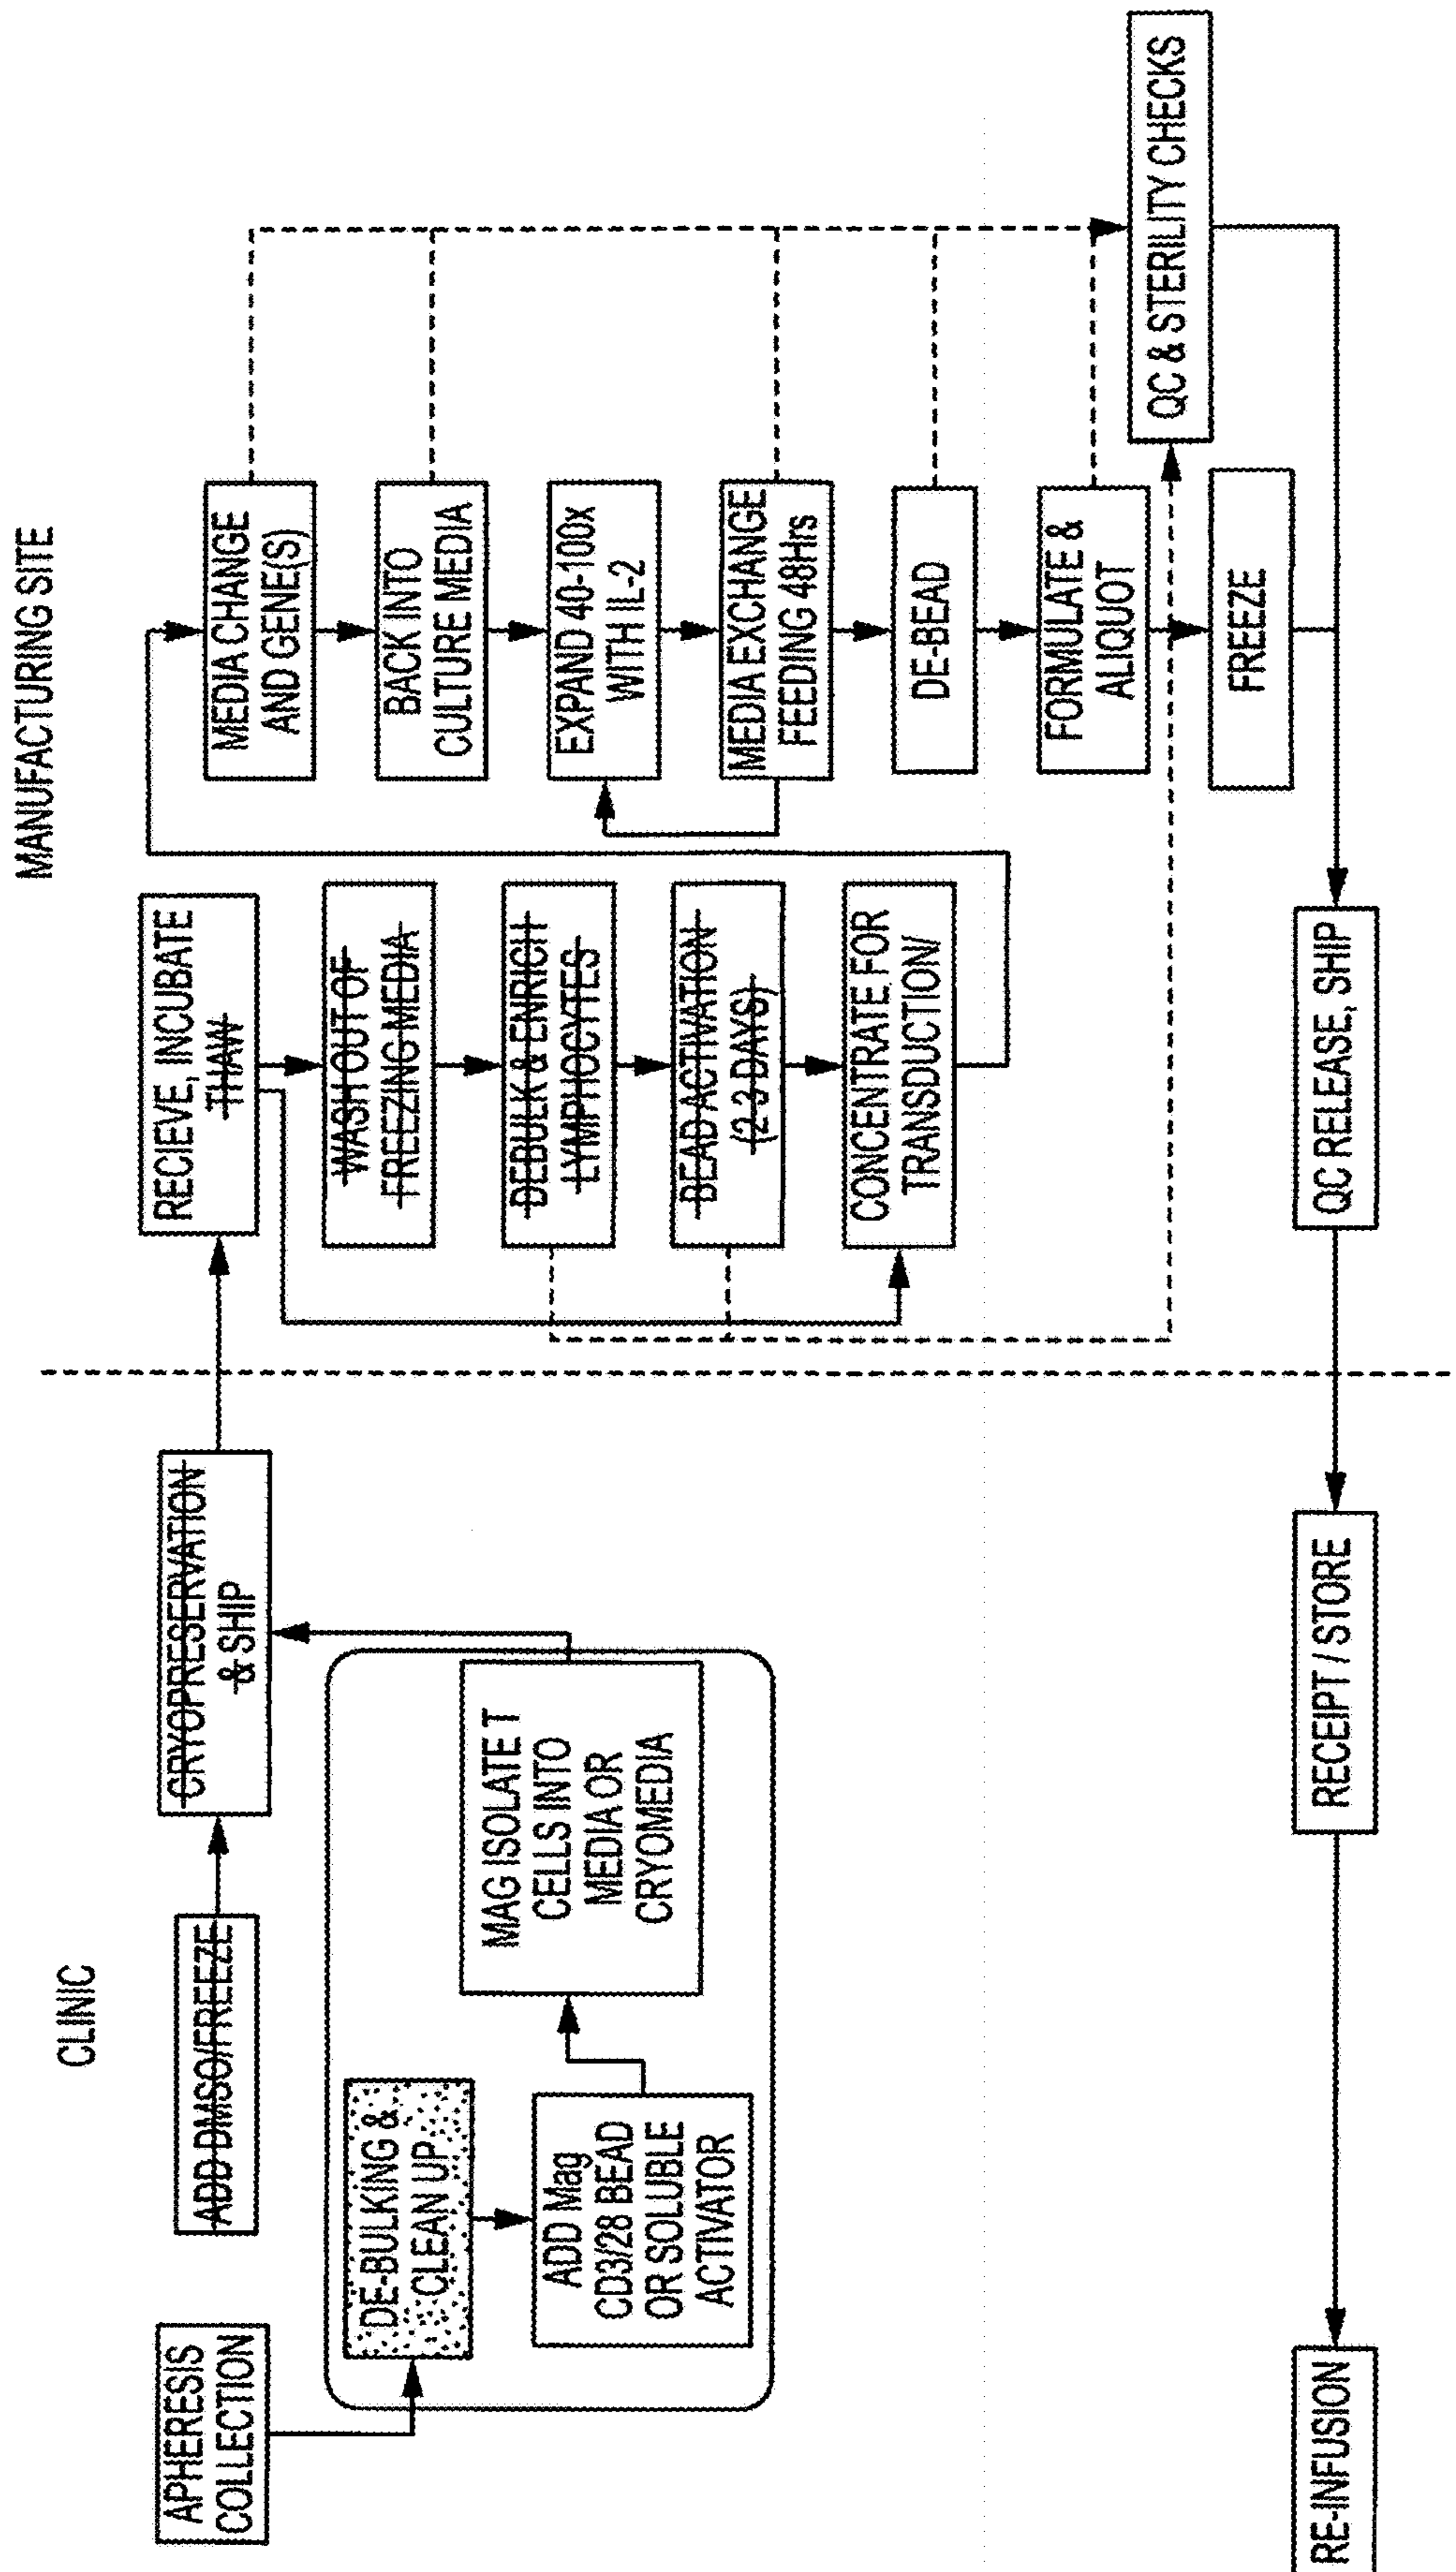 CLINIC
MANUFACTURING SITE
APHERESIS
COLLECTION
ADD DMSO/FREEZE
CRYOPRESERVATION
& SHIP
DE-BULKING &
CLEAN UP
ADD Mag
CD3/28 BEAD
OR SOLUBLE
ACTIVATOR
MAG ISOLATE T
CELLS INTO
MEDIA OR
CRYOMEDIA
RECIEVE, INCUBATE
THAW
WASH OUT OF
FREEZING MEDIA
DEBULK & ENRICH
LYMPHOCYTES
BEAD ACTIVATION
(2-3 DAYS)
CONCENTRATE FOR
TRANSDUCTION/
MEDIA CHANGE
AND GENE(S)
BACK INTO
CULTURE MEDIA
EXPAND 40-100x
WITH IL-2
MEDIA EXCHANGE
FEEDING 48Hrs
DE-BEAD
FORMULATE &
ALIQUOT
FREEZE
QC & STERILITY CHECKS
QC RELEASE, SHIP
RECEIPT / STORE
RE-INFUSION